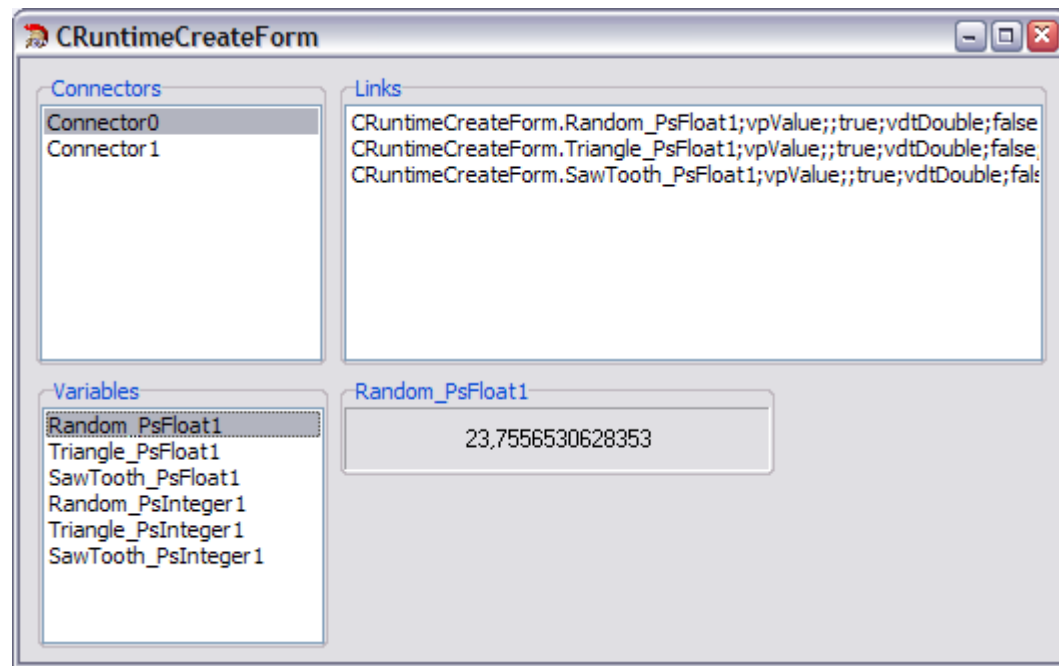 CRuntimeCreateForm
Connectors
Connector0
Connector1
Links
CRuntimeCreateForm.Random_PsFloat1;vpValue;;true;vdtDouble;false
CRuntimeCreateForm.Triangle_PsFloat1;vpValue;;true;vdtDouble;false;
CRuntimeCreateForm.SawTooth_PsFloat1;vpValue;;true;vdtDouble;fals
Variables
Random_PsFloat1
Triangle_PsFloat1
SawTooth_PsFloat1
Random_PsInteger1
Triangle_PsInteger1
SawTooth_PsInteger1
Random_PsFloat1
23,7556530628353